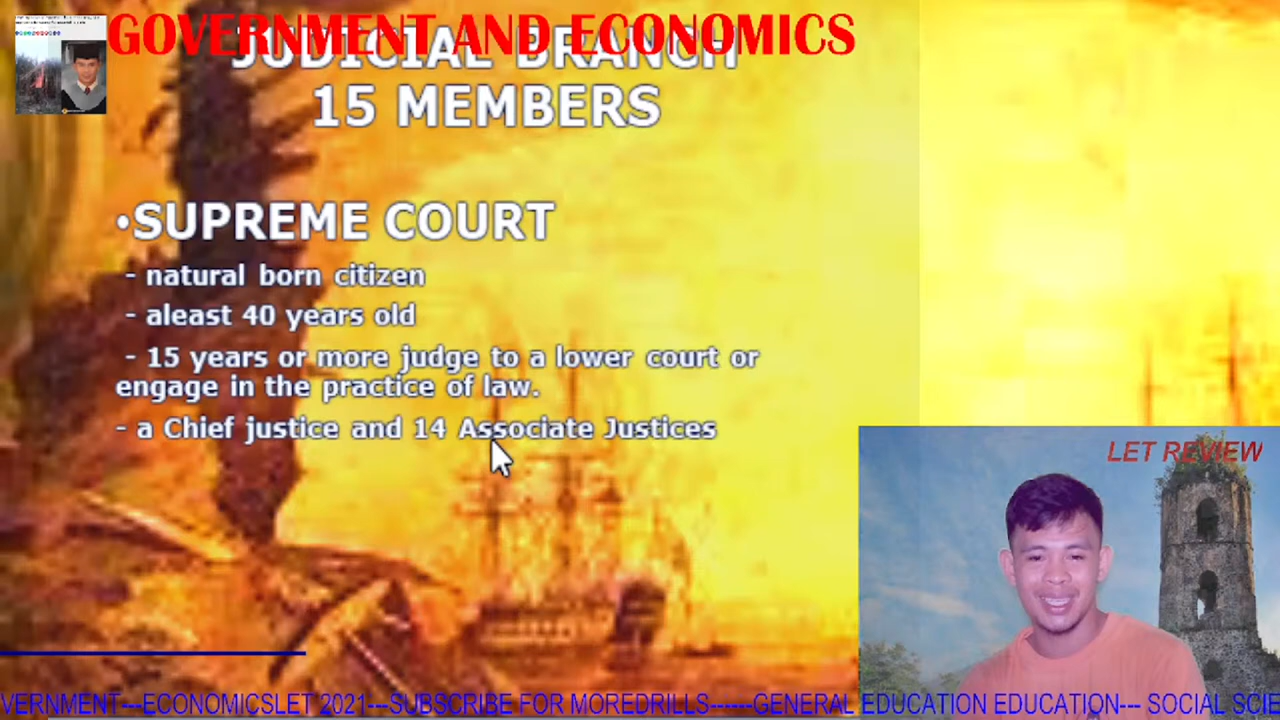 GOVERNMENT AND ECONOMICS
JUDICIAL BRANCH
15 MEMBERS
•SUPREME COURT
- natural born citizen
- aleast 40 years old
- 15 years or more judge to a lower court or
engage in the practice of law.
- a Chief justice and 14 Associate Justices
LET REVIEW
VERNMENT---ECONOMICSLET 2021---SUBSCRIBE FOR MOREDRILLS------GENERAL EDUCATION EDUCATION--- SOCIAL SCIE